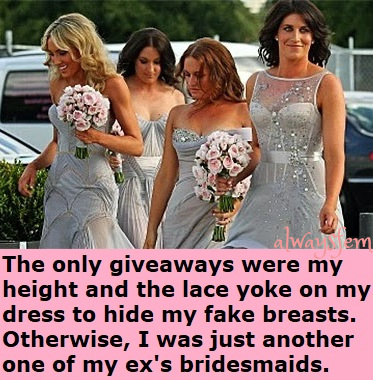 alwaysfem
The only giveaways were my
height and the lace yoke on my
dress to hide my fake breasts.
Otherwise, I was just another
one of my ex's bridesmaids.